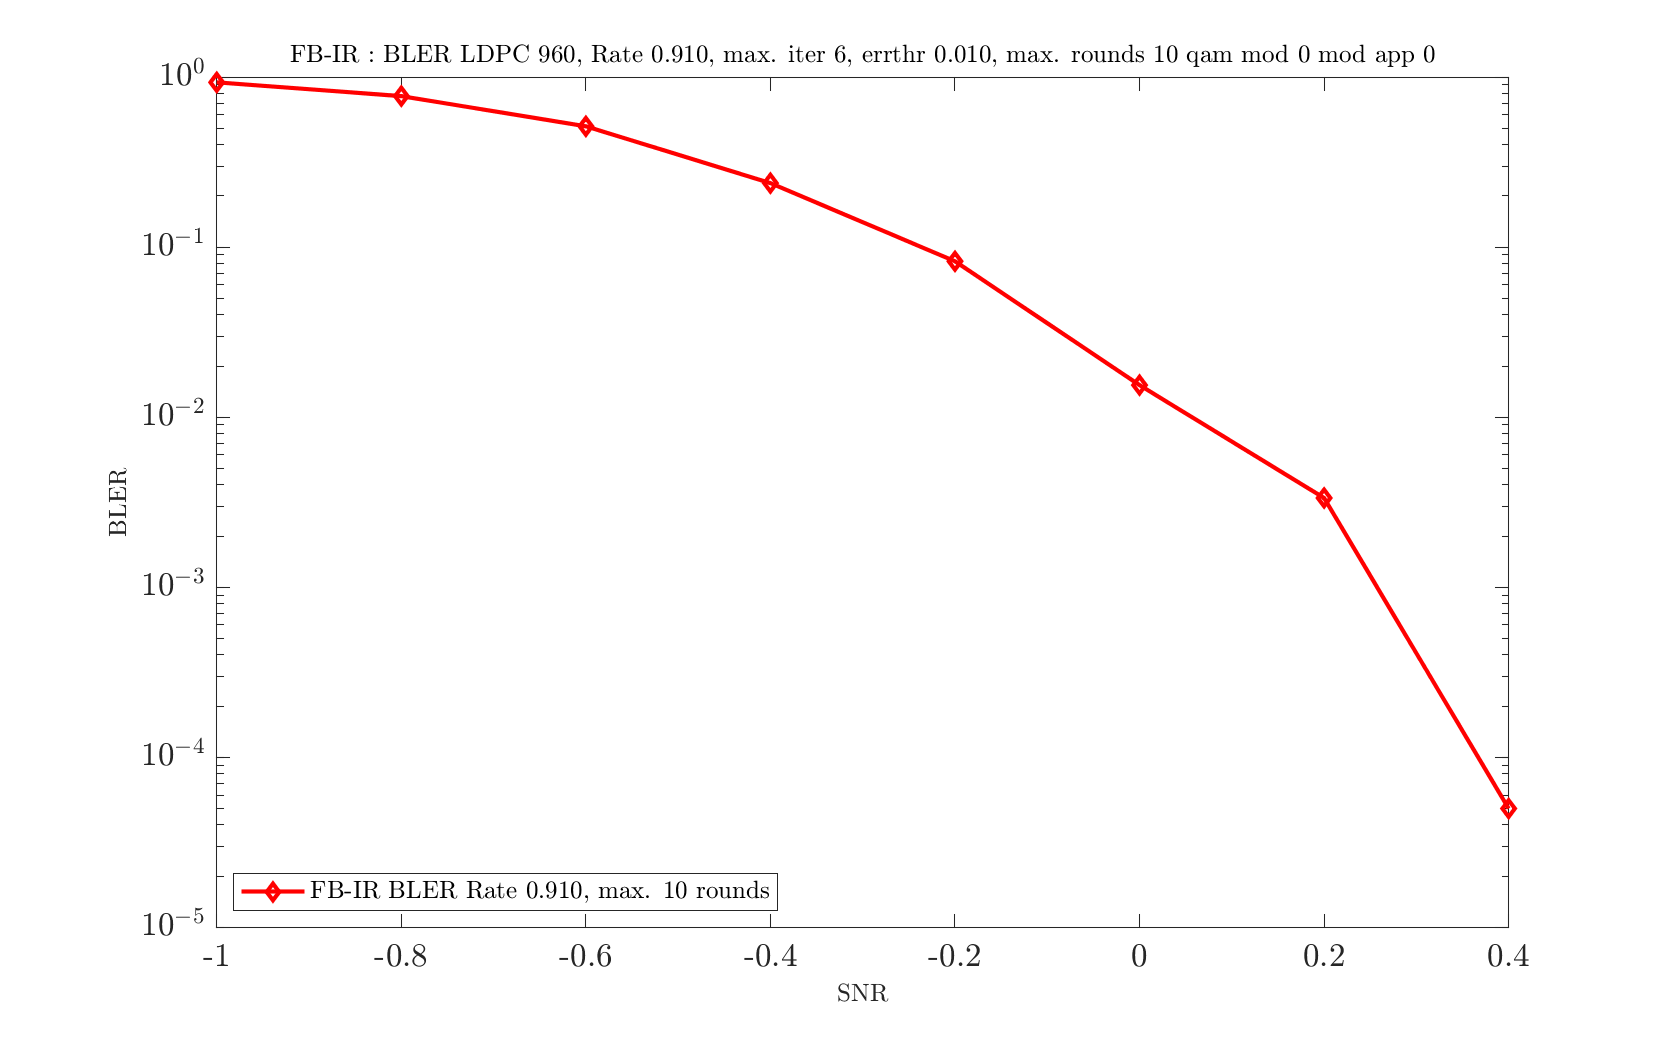 FB-IR : BLER LDPC 960, Rate 0.910, max. iter 6, errthr 0.010, max. rounds 10 qam mod 0 mod app 0
10^0
10^-1
10^-2
10^-3
10^-4
10^-5
BLER
FB-IR BLER Rate 0.910, max. 10 rounds
-1 -0.8 -0.6 -0.4 -0.2 0 0.2 0.4
SNR